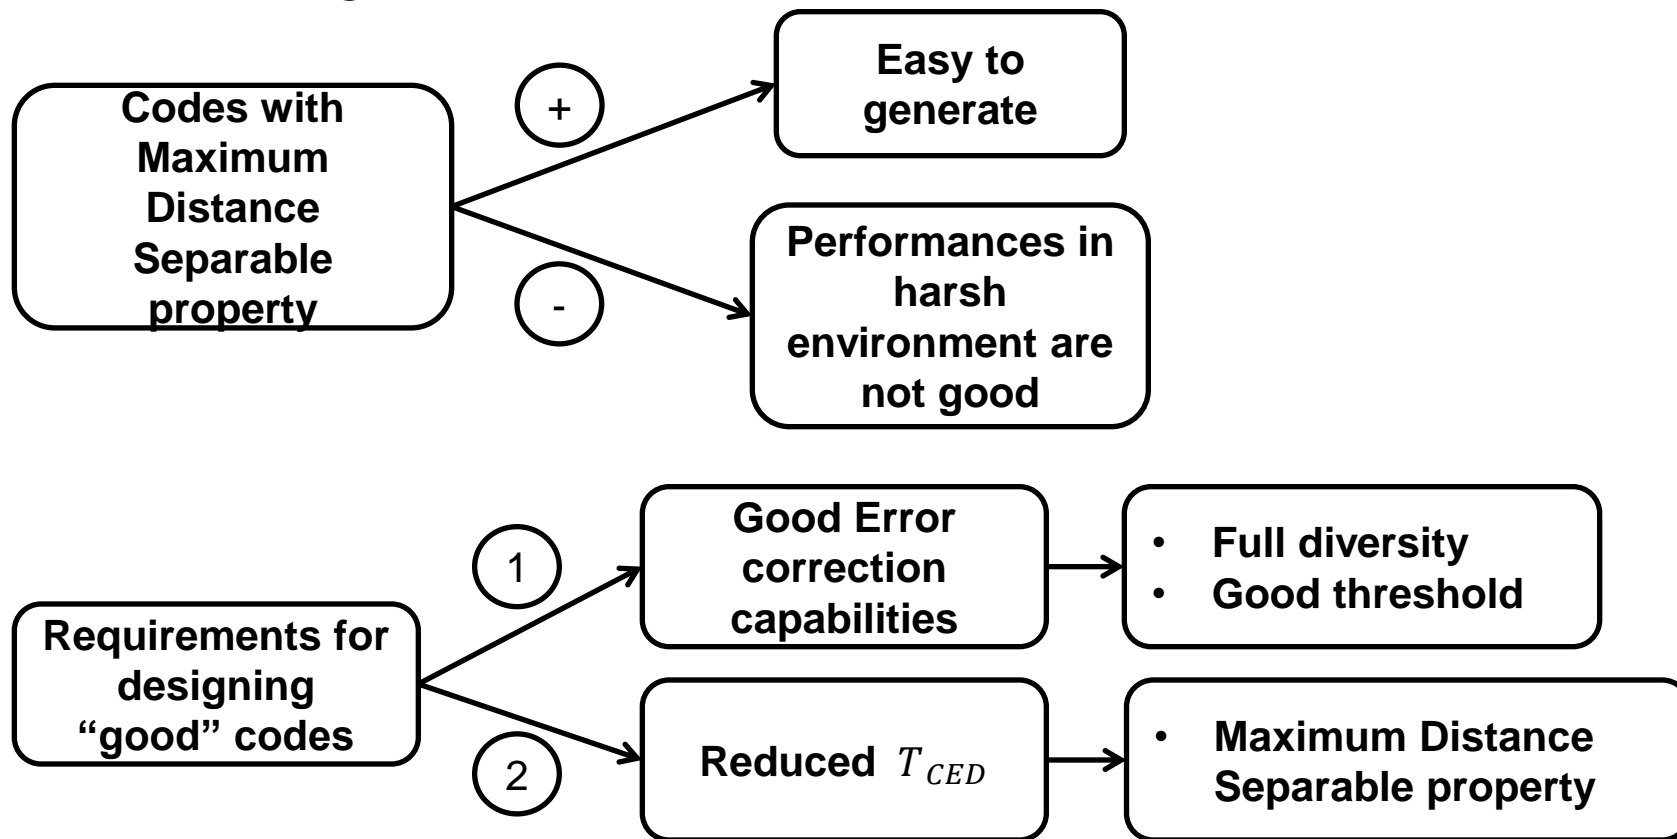 Codes with
Maximum
Distance
Separable
property
+
Easy to
generate
-
Performances in
harsh
environment are
not good
Requirements for
designing
“good” codes
1
Good Error
correction
capabilities
• Full diversity
• Good threshold
2
Reduced T_CED
• Maximum Distance
Separable property